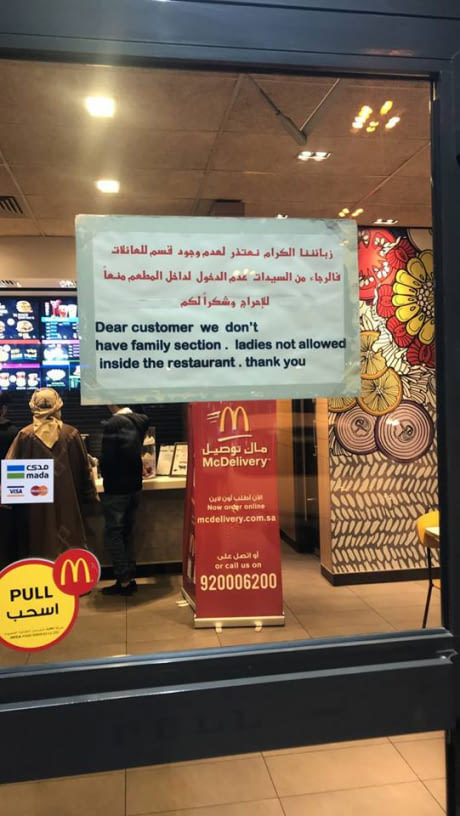 زبائننا الكرام نعتذر لعدم وجود قسم للعائلات
فالرجاء من السيدات عدم الدخول لداخل المطعم منعاً
للإحراج وشكراً لكم
Dear customer we don't
have family section . ladies not allowed
inside the restaurant . thank you
ماك توصيل
McDelivery
الآن اطلب أون لاين
Now order online
mcdelivery.com.sa
أو اتصل على
or call us on
920006200
مدى
mada
VISA
MasterCard
PULL
اسحب